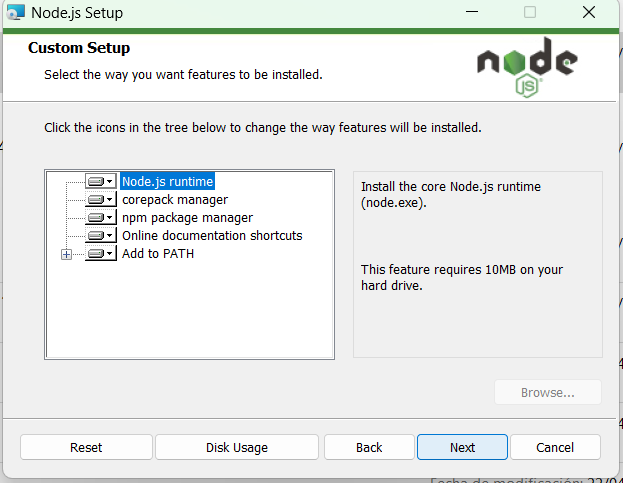 Node.js Setup
Custom Setup
Select the way you want features to be installed.
node
JS
Click the icons in the tree below to change the way features will be installed.
Node.js runtime
corepack manager
npm package manager
Online documentation shortcuts
Add to PATH
Install the core Node.js runtime
(node.exe).
This feature requires 10MB on your
hard drive.
Browse...
Reset
Disk Usage
Back
Next
Cancel
Fecha de modificación: 22/04